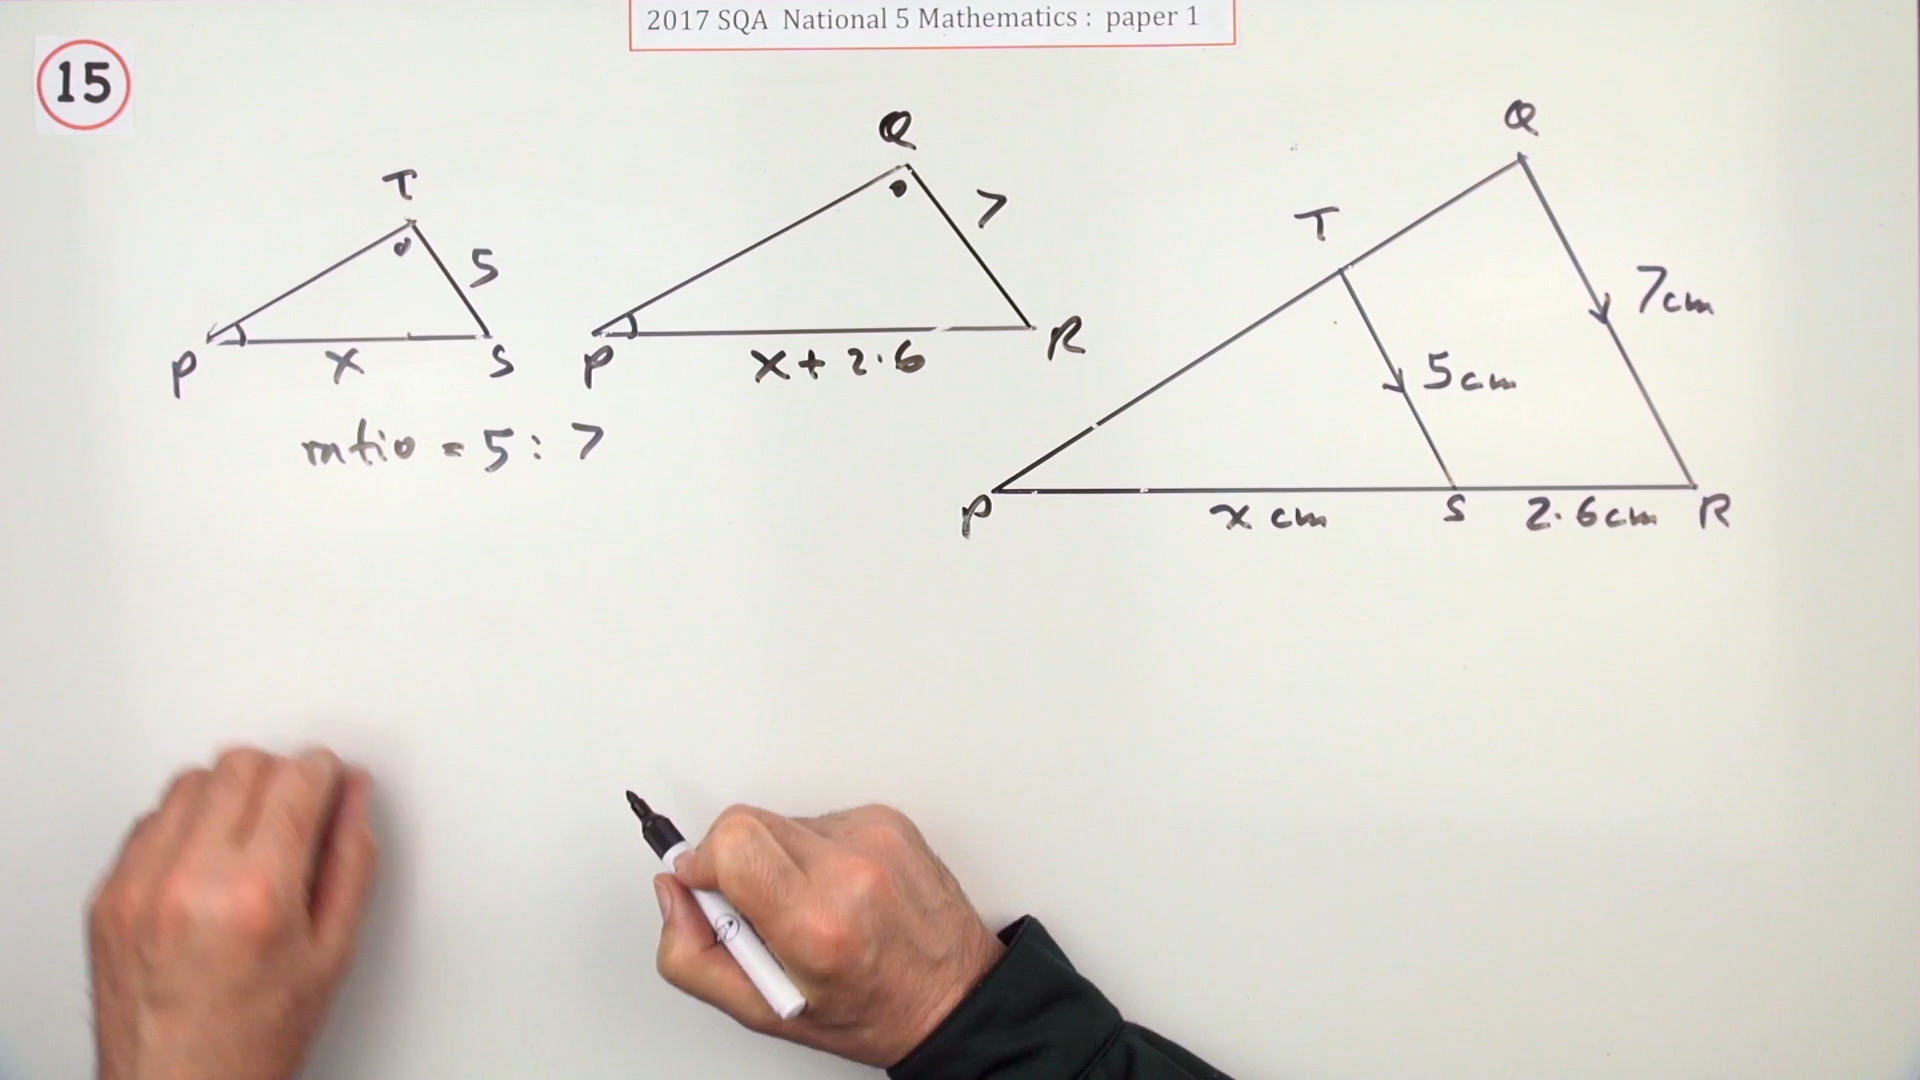 2017 SQA National 5 Mathematics : paper 1
15
T
5
P
x
S
ratio = 5 : 7
Q
7
P
x + 2.6
R
Q
T
7cm
5cm
P
x cm
S
2.6cm
R